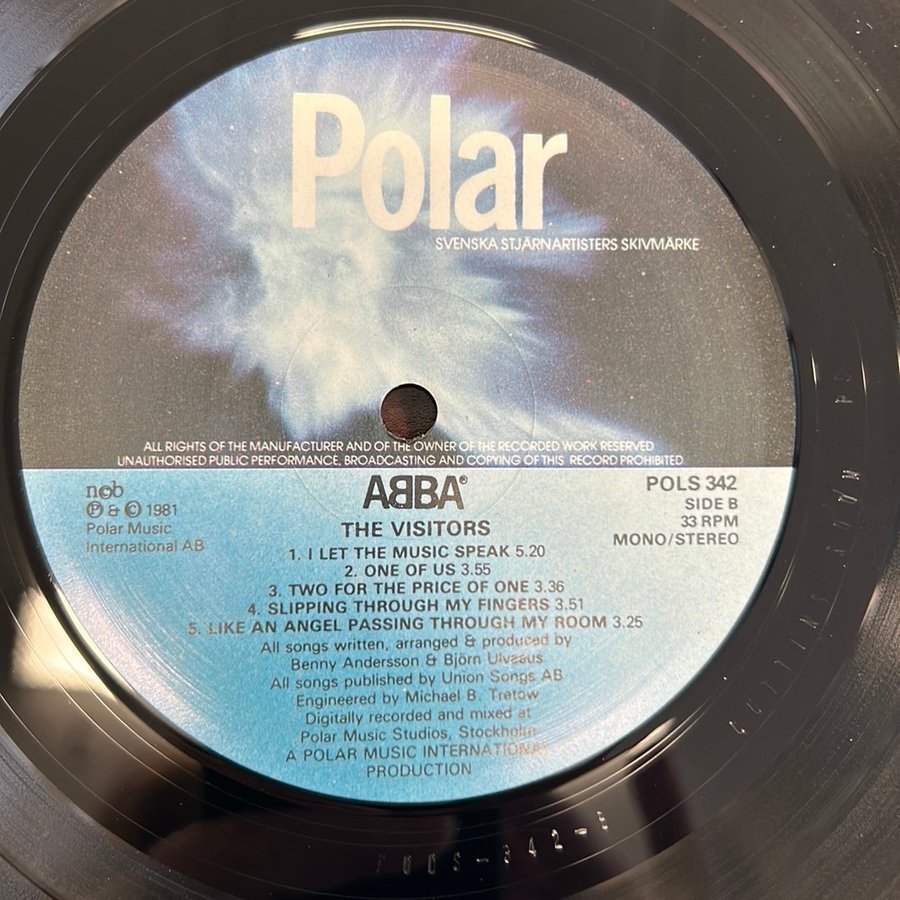 Polar
SVENSKA STJÄRNARTISTERS SKIVMÄRKE
ALL RIGHTS OF THE MANUFACTURER AND OF THE OWNER OF THE RECORDED WORK RESERVED
UNAUTHORISED PUBLIC PERFORMANCE, BROADCASTING AND COPYING OF THIS RECORD PROHIBITED
ncb
Ⓟ & © 1981
Polar Music
International AB
ABBA®
THE VISITORS
POLS 342
SIDE B
33 RPM
MONO/STEREO
1. I LET THE MUSIC SPEAK 5.20
2. ONE OF US 3.55
3. TWO FOR THE PRICE OF ONE 3.36
4. SLIPPING THROUGH MY FINGERS 3.51
5. LIKE AN ANGEL PASSING THROUGH MY ROOM 3.25
All songs written, arranged & produced by
Benny Andersson & Björn Ulvaeus
All songs published by Union Songs AB
Engineered by Michael B. Tretow
Digitally recorded and mixed at
Polar Music Studios, Stockholm
A POLAR MUSIC INTERNATIONAL
PRODUCTION